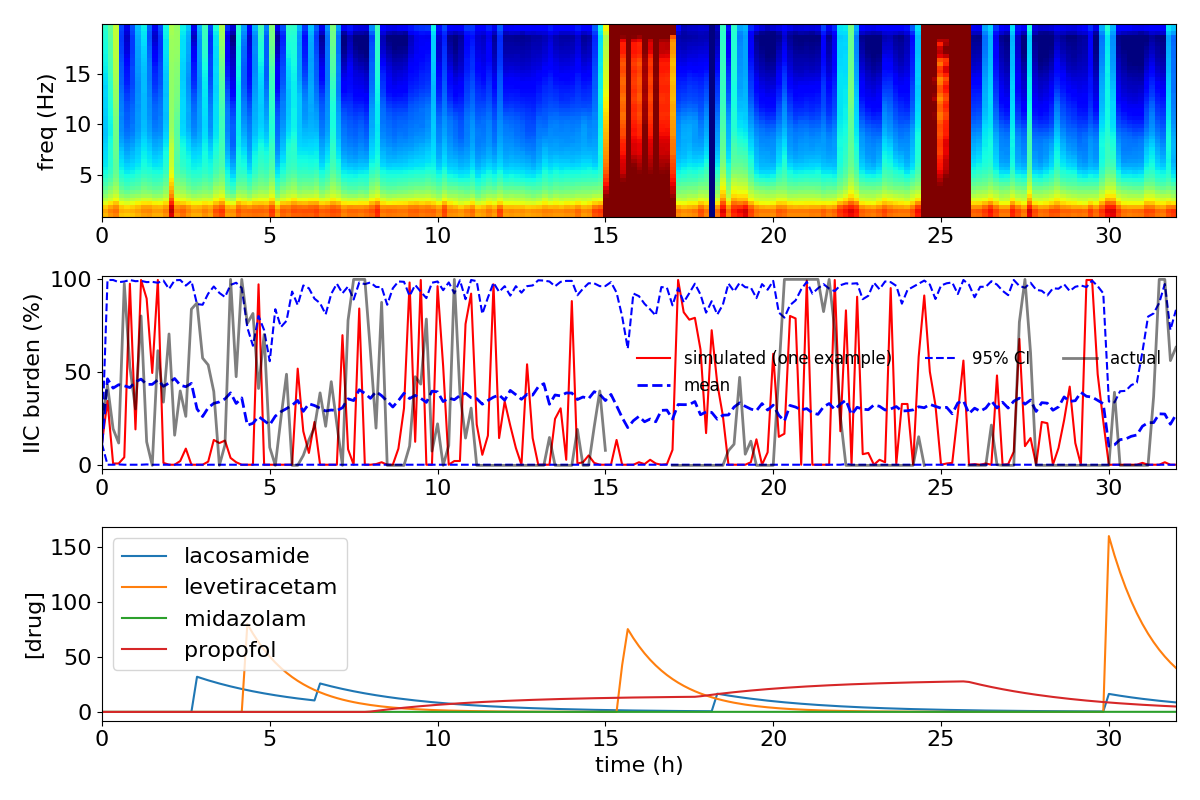 freq (Hz)
15
10
5
0 5 10 15 20 25 30
IIC burden (%)
100
50
0
simulated (one example) 95% CI actual
mean
0 5 10 15 20 25 30
[drug]
150
100
50
0
lacosamide
levetiracetam
midazolam
propofol
0 5 10 15 20 25 30
time (h)